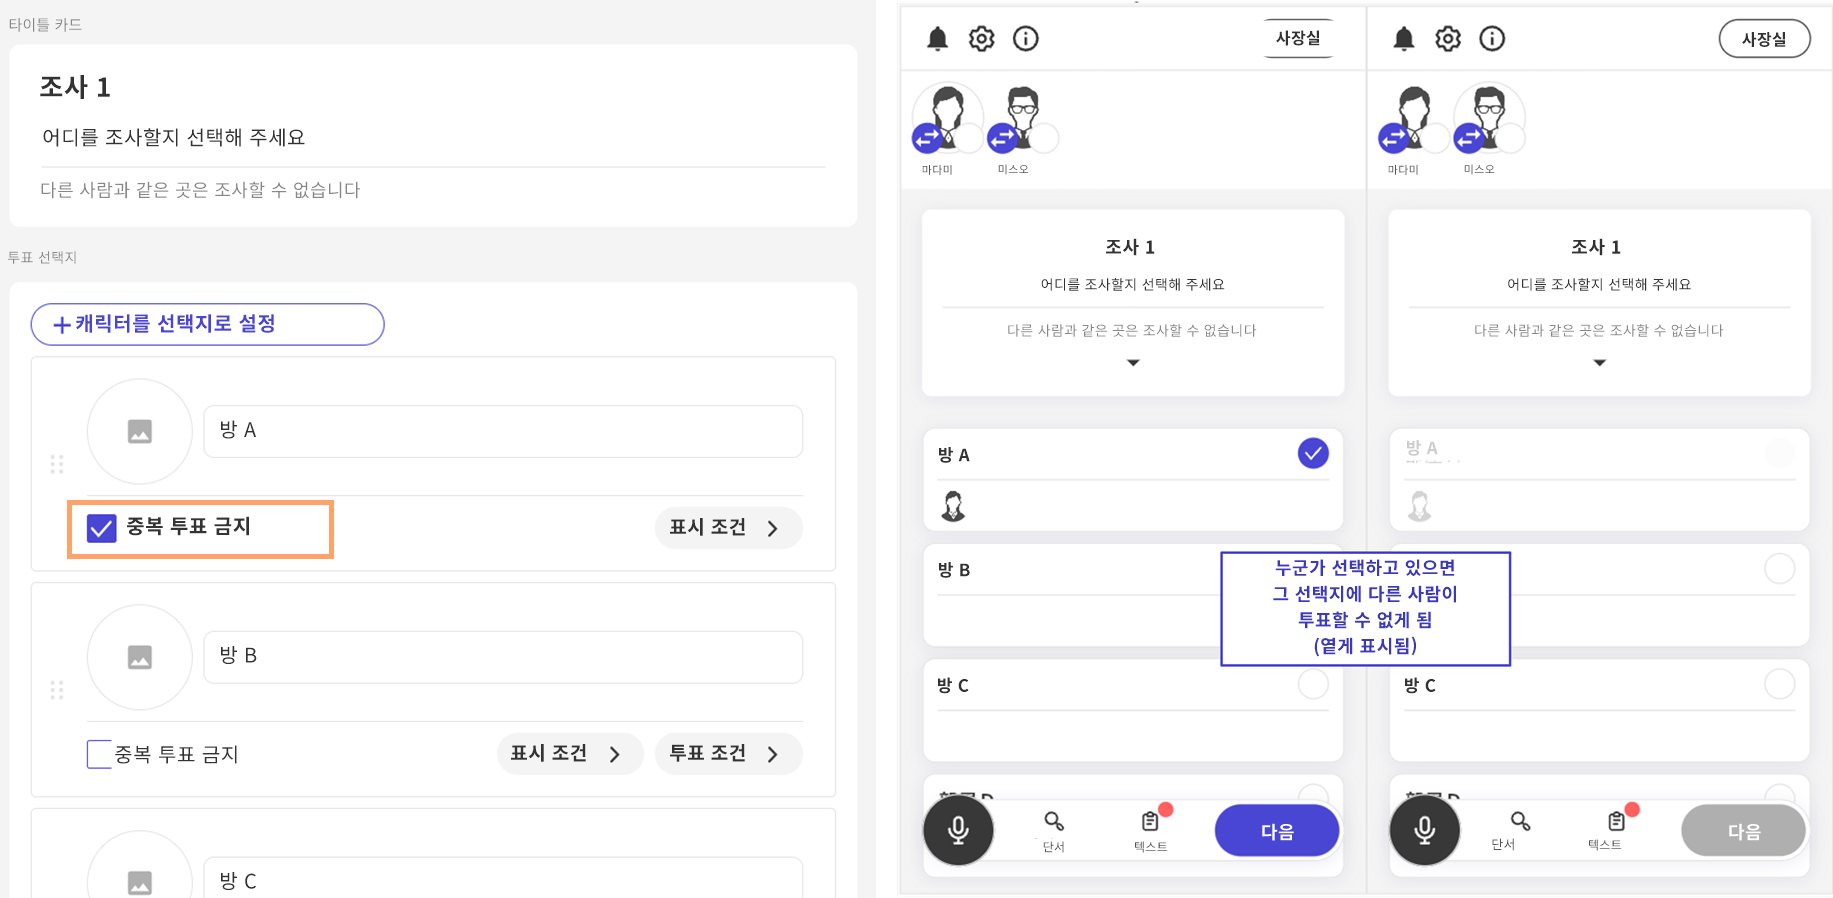 타이틀 카드
조사 1
어디를 조사할지 선택해 주세요
다른 사람과 같은 곳은 조사할 수 없습니다
투표 선택지
+캐릭터를 선택지로 설정
방 A
중복 투표 금지
표시 조건
방 B
중복 투표 금지
표시 조건
투표 조건
방 C
사장실
마다미
미스오
조사 1
어디를 조사할지 선택해 주세요
다른 사람과 같은 곳은 조사할 수 없습니다
방 A
방 B
방 C
단서
텍스트
다음
누군가 선택하고 있으면
그 선택지에 다른 사람이
투표할 수 없게 됨
(옅게 표시됨)
사장실
마다미
미스오
조사 1
어디를 조사할지 선택해 주세요
다른 사람과 같은 곳은 조사할 수 없습니다
방 A
방 C
단서
텍스트
다음